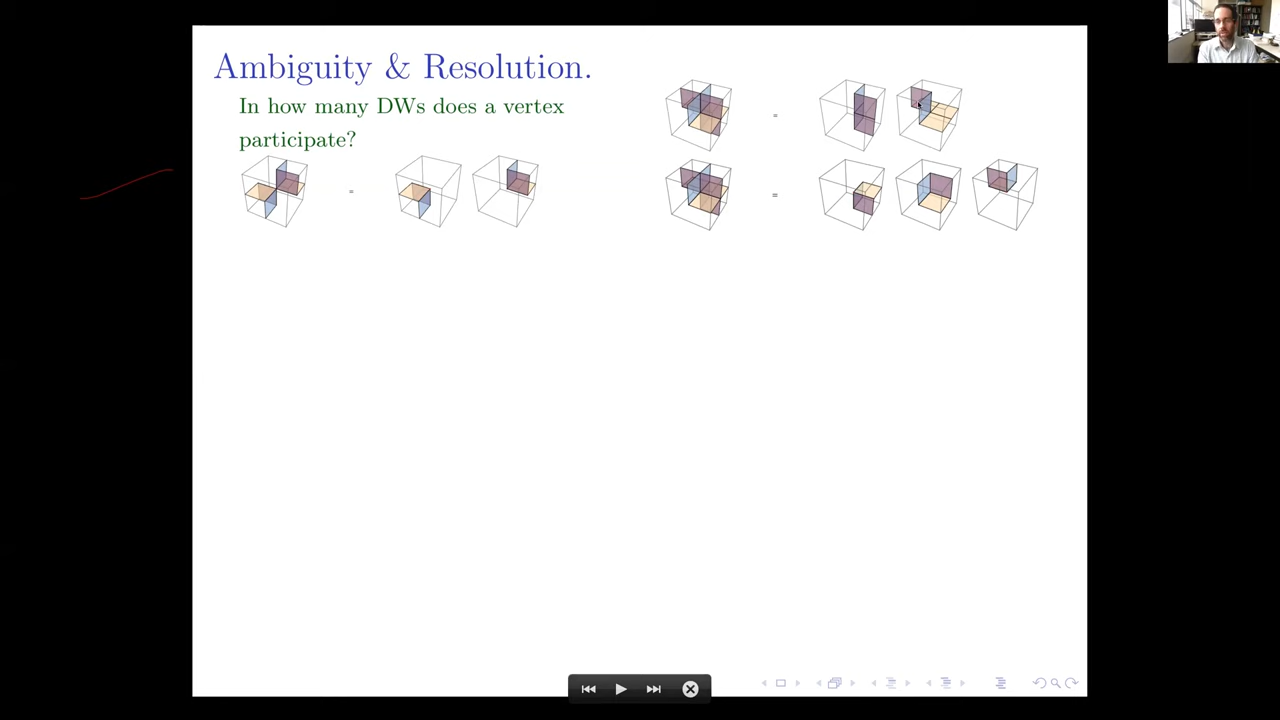 Ambiguity & Resolution.
In how many DWs does a vertex
participate?
=
=
=